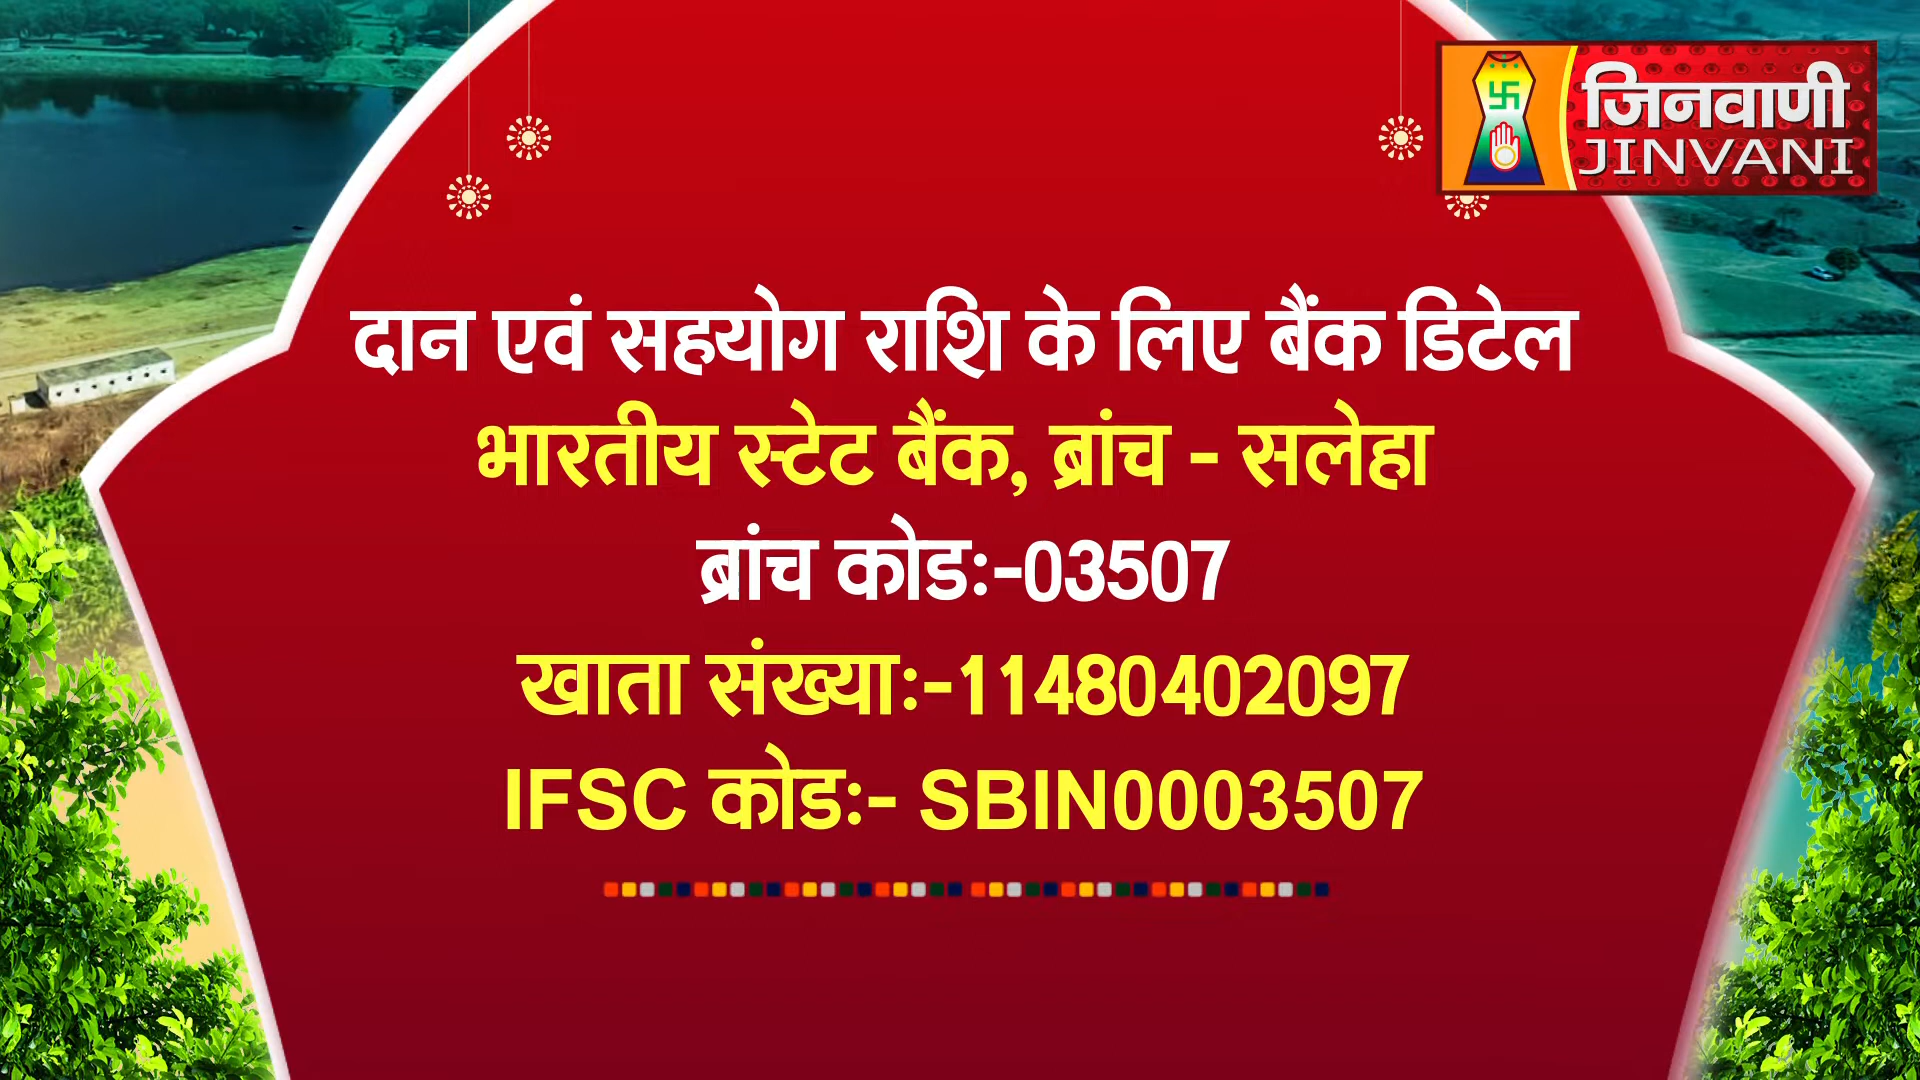 जिनवाणी
JINVANI
दान एवं सहयोग राशि के लिए बैंक डिटेल
भारतीय स्टेट बैंक, ब्रांच - सलेहा
ब्रांच कोडः-03507
खाता संख्याः-11480402097
IFSC कोडः- SBIN0003507